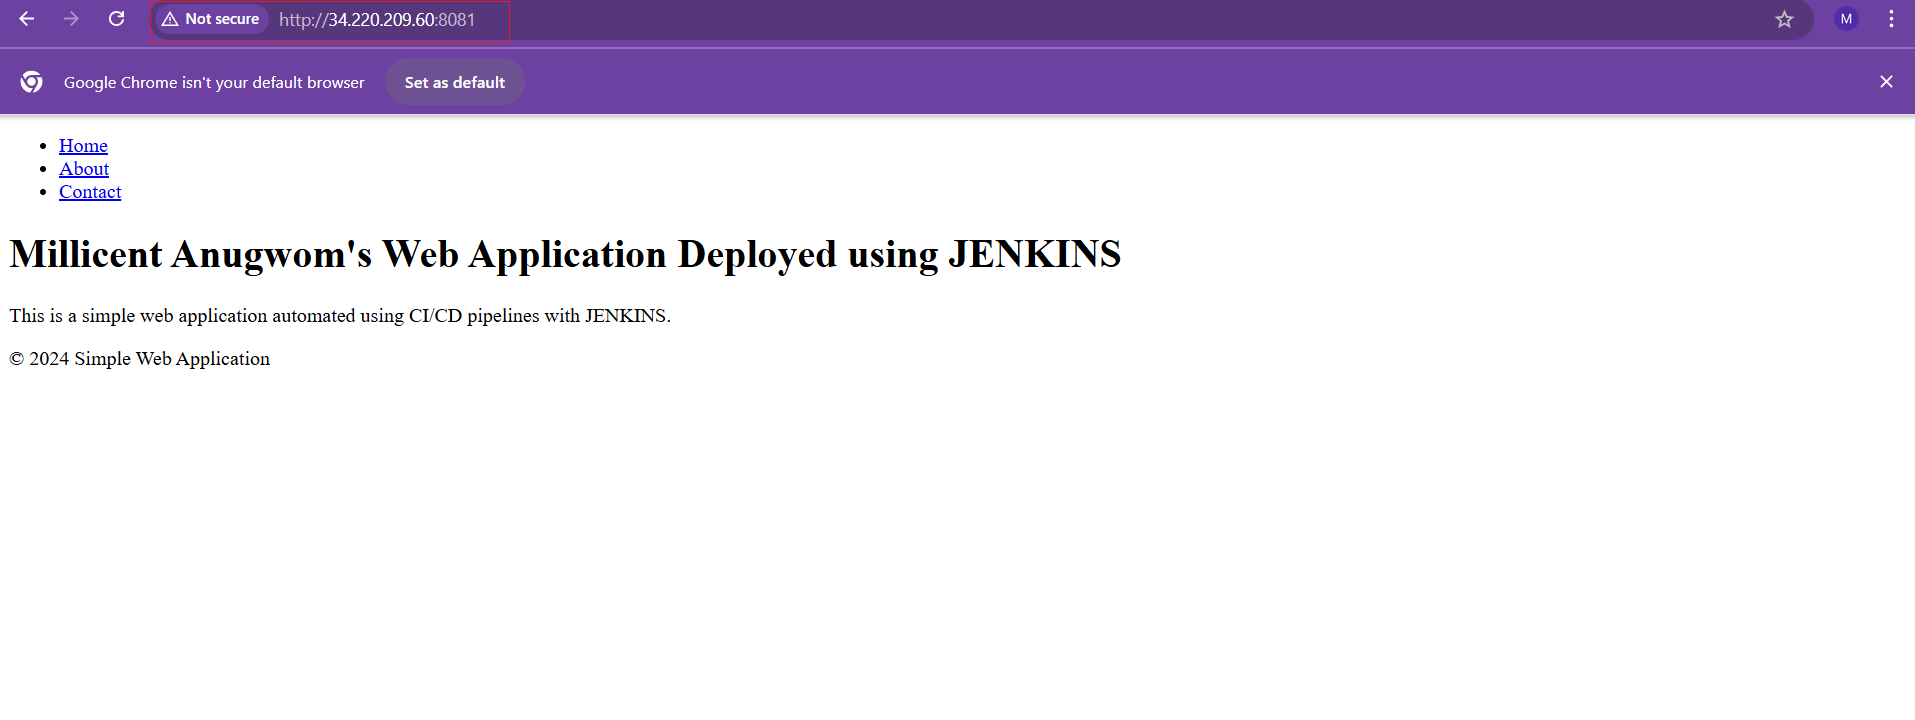 Not secure http://34.220.209.60:8081 M
Google Chrome isn't your default browser Set as default
Home
About
Contact
Millicent Anugwom's Web Application Deployed using JENKINS
This is a simple web application automated using CI/CD pipelines with JENKINS.
© 2024 Simple Web Application